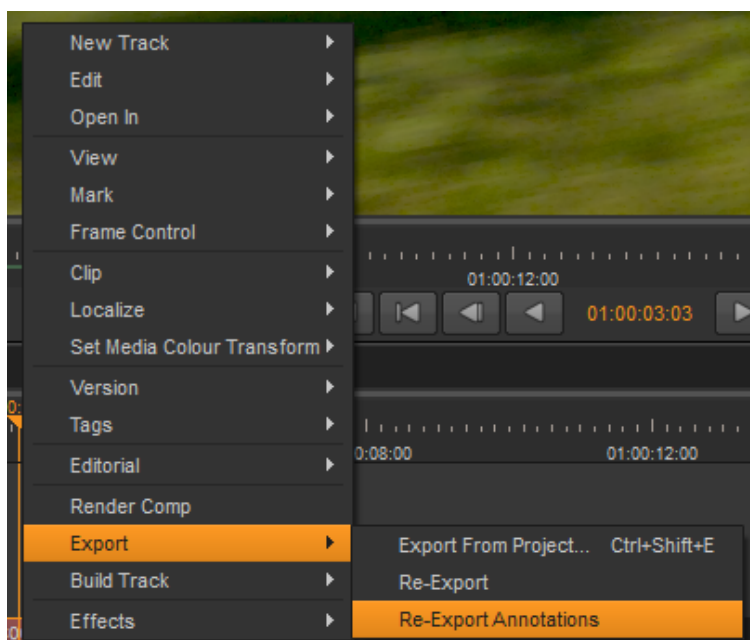 New Track
Edit
Open In
View
Mark
Frame Control
Clip
01:00:12:00
Localize
01:00:03:03
Set Media Colour Transform
Version
Tags
0:08:00
01:00:12:00
Editorial
Render Comp
Export
Export From Project... Ctrl+Shift+E
Build Track
Re-Export
Effects
Re-Export Annotations